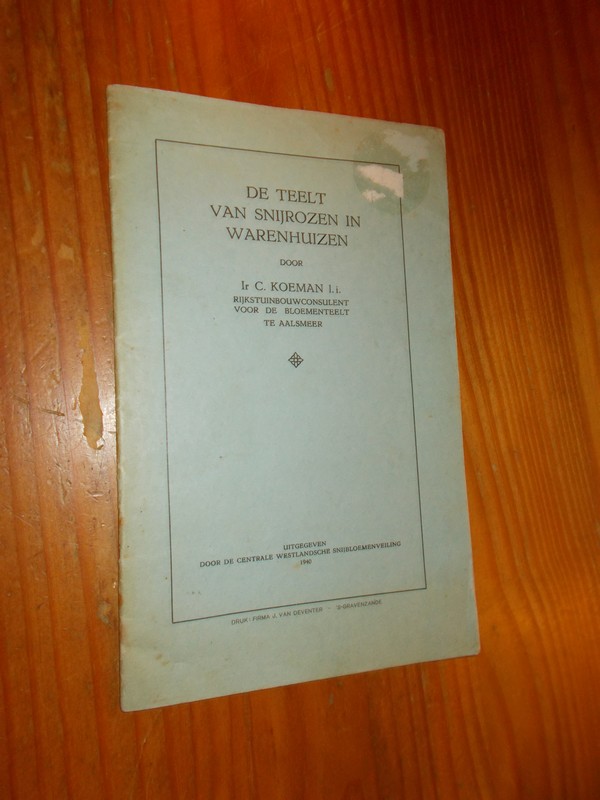 DE TEELT
VAN SNIJROZEN IN
WARENHUIZEN
DOOR
Ir C. KOEMAN l.i.
RIJKSTUINBOUWCONSULENT
VOOR DE BLOEMENTEELT
TE AALSMEER
UITGEGEVEN
DOOR DE CENTRALE WESTLANDSCHE SNIJBLOEMENVEILING
1940
DRUK: FIRMA J. VAN DEVENTER - 'S-GRAVENZANDE